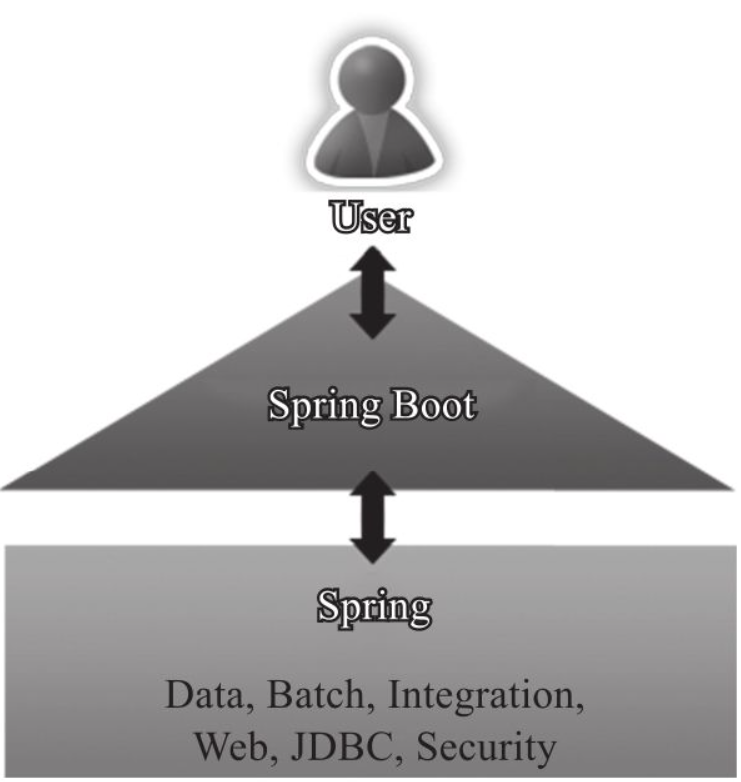 User
Spring Boot
Spring
Data, Batch, Integration,
Web, JDBC, Security